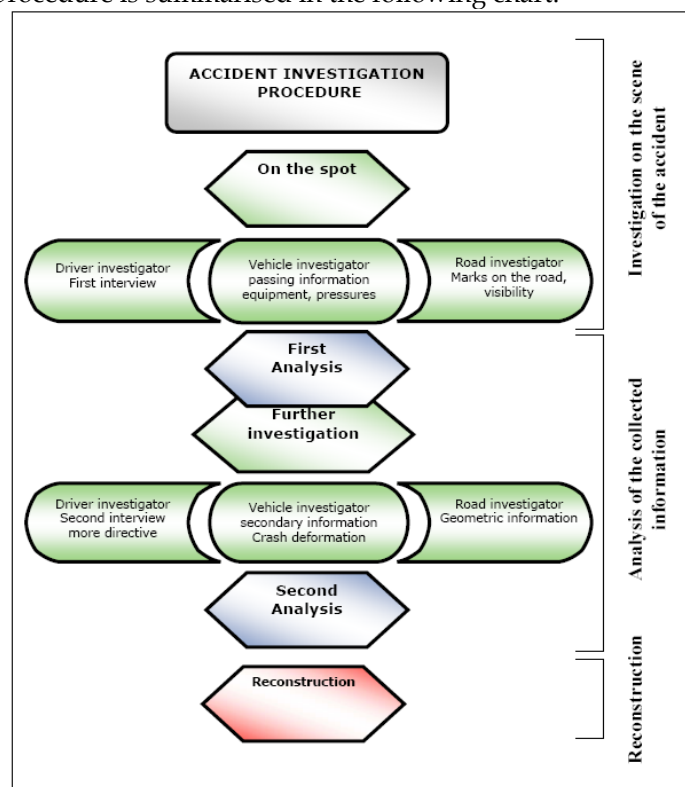 rocedure is summarised in the following chart.
ACCIDENT INVESTIGATION
PROCEDURE
On the spot
Driver investigator
First interview
Vehicle investigator
passing information
equipment, pressures
Road investigator
Marks on the road,
visibility
Investigation on the scene
of the accident
First
Analysis
Further
investigation
Driver investigator
Second interview
more directive
Vehicle investigator
secondary information
Crash deformation
Road investigator
Geometric information
Second
Analysis
Analysis of the collected
information
Reconstruction
Reconstruction